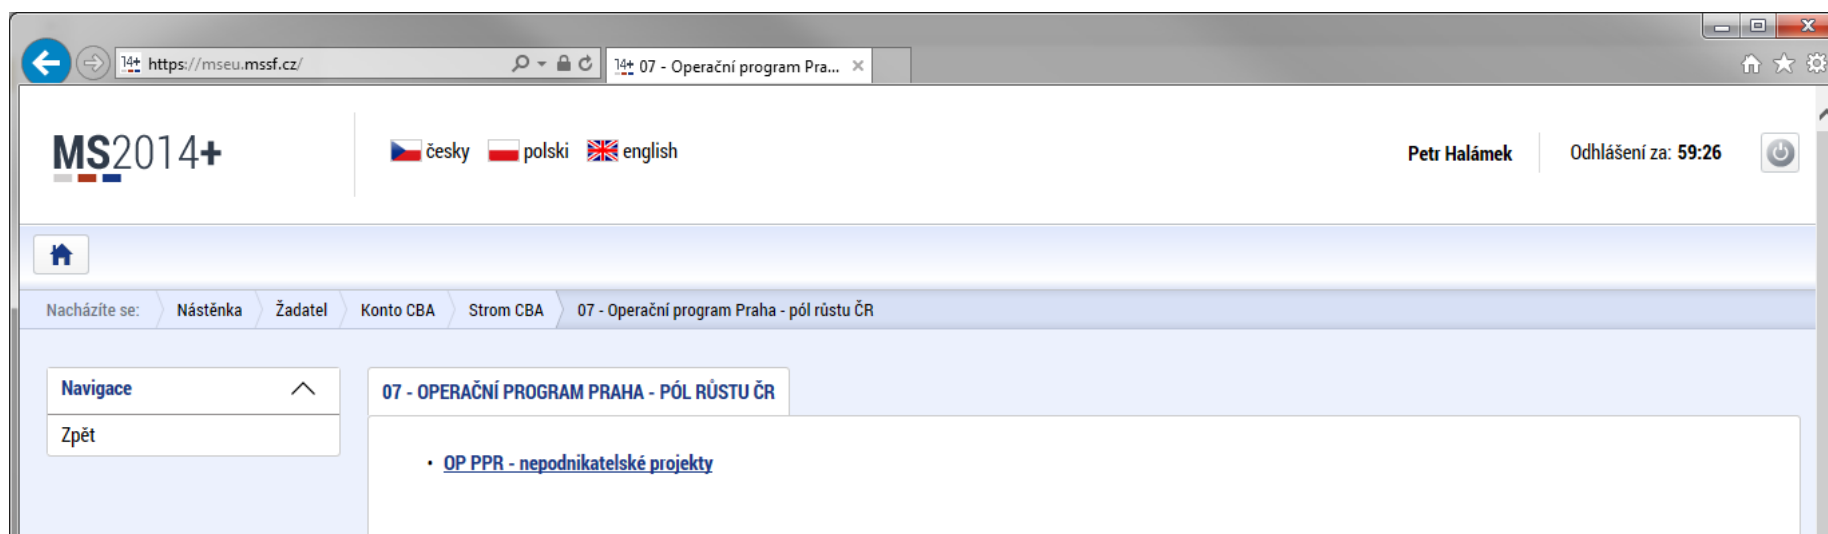 https://mseu.mssf.cz/
14+ 07 - Operační program Pra...
MS2014+
česky polski english
Petr Halámek
Odhlášení za: 59:26
Nacházíte se: Nástěnka Žadatel Konto CBA Strom CBA 07 - Operační program Praha - pól růstu ČR
Navigace
Zpět
07 - OPERAČNÍ PROGRAM PRAHA - PÓL RŮSTU ČR
• OP PPR - nepodnikatelské projekty